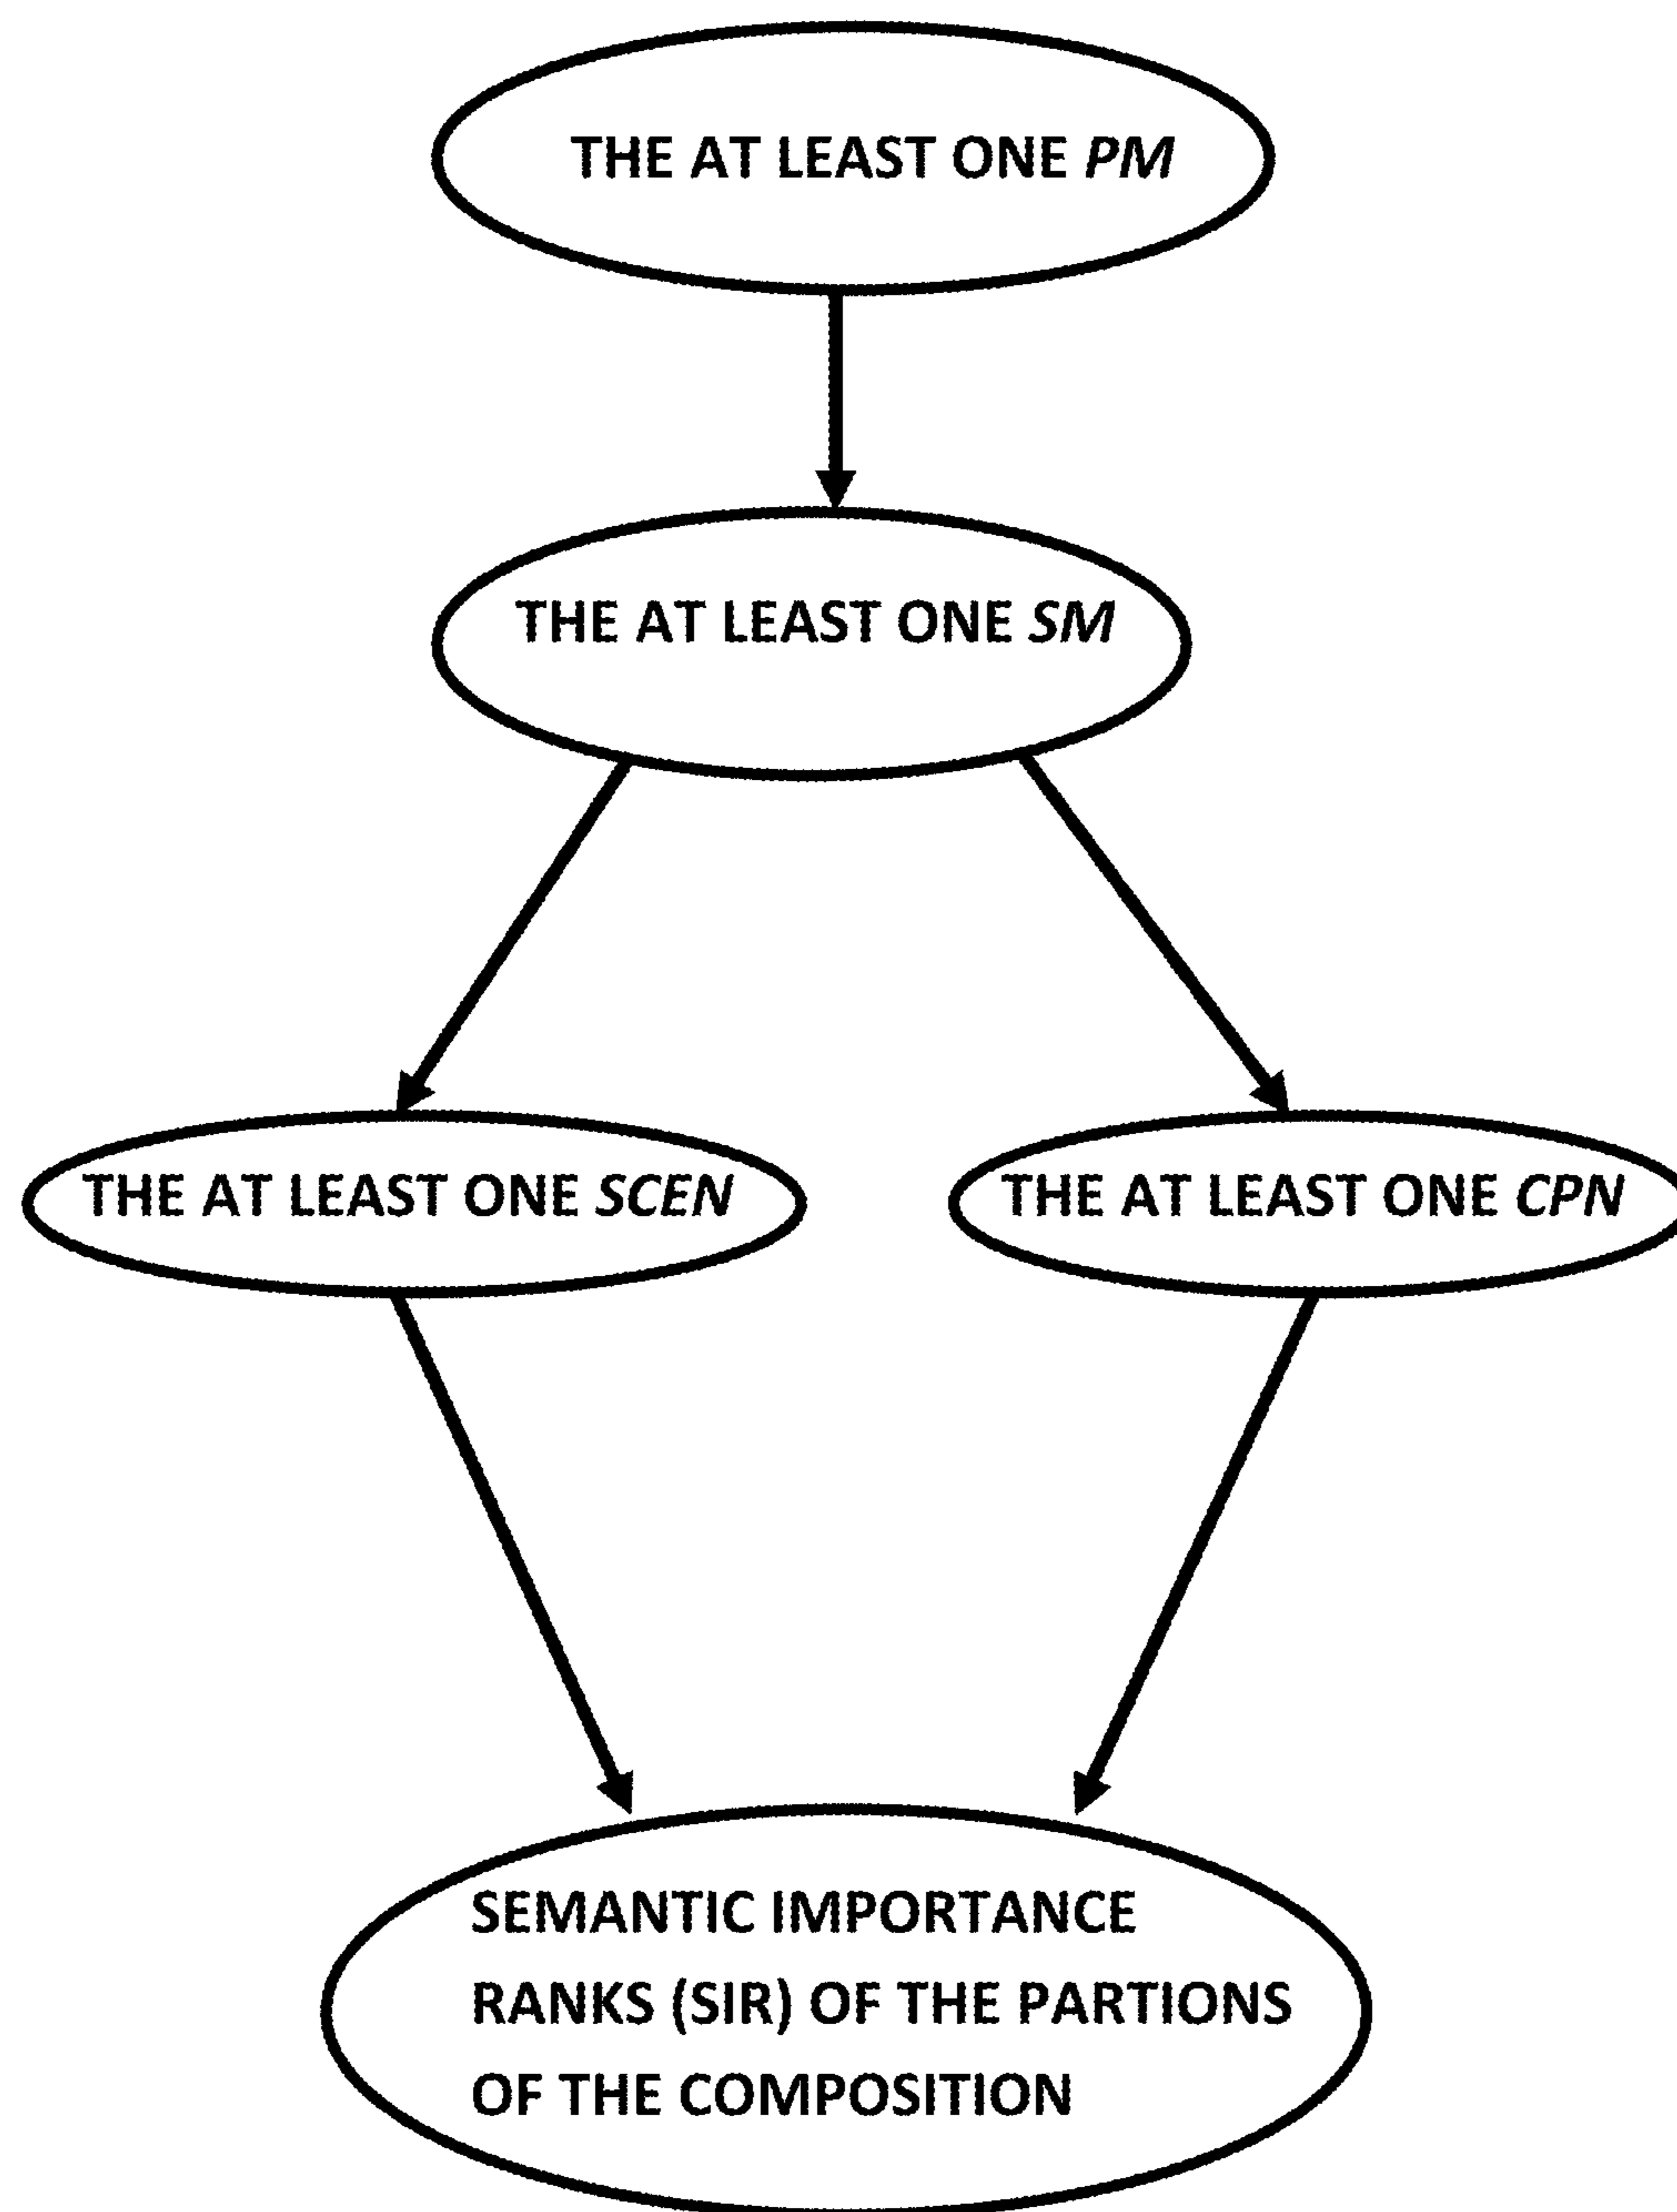 THE AT LEAST ONE PM
THE AT LEAST ONE SM
THE AT LEAST ONE SCEN
THE AT LEAST ONE CPN
SEMANTIC IMPORTANCE
RANKS (SIR) OF THE PARTIONS
OF THE COMPOSITION